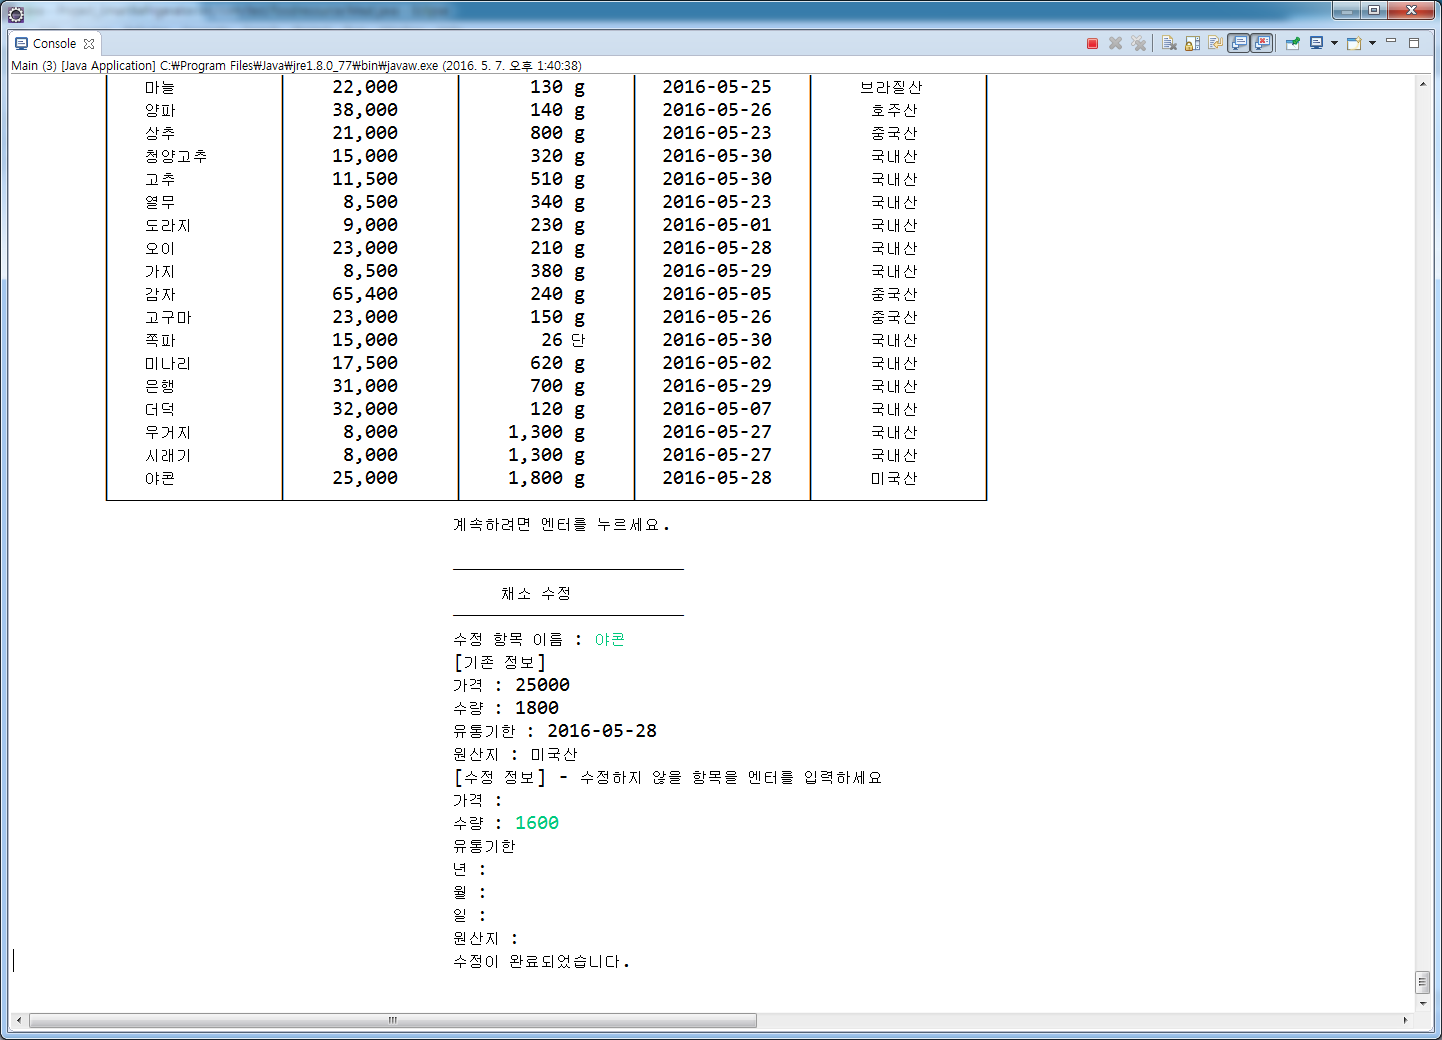 Console
Main (3) [Java Application] C:₩Program Files₩Java₩jre1.8.0_77₩bin₩javaw.exe (2016. 5. 7. 오후 1:40:38)
마늘 22,000 130 g 2016-05-25 브라질산
양파 38,000 140 g 2016-05-26 호주산
상추 21,000 800 g 2016-05-23 중국산
청양고추 15,000 320 g 2016-05-30 국내산
고추 11,500 510 g 2016-05-30 국내산
열무 8,500 340 g 2016-05-23 국내산
도라지 9,000 230 g 2016-05-01 국내산
오이 23,000 210 g 2016-05-28 국내산
가지 8,500 380 g 2016-05-29 국내산
감자 65,400 240 g 2016-05-05 중국산
고구마 23,000 150 g 2016-05-26 중국산
쪽파 15,000 26 단 2016-05-30 국내산
미나리 17,500 620 g 2016-05-02 국내산
은행 31,000 700 g 2016-05-29 국내산
더덕 32,000 120 g 2016-05-07 국내산
우거지 8,000 1,300 g 2016-05-27 국내산
시래기 8,000 1,300 g 2016-05-27 국내산
야콘 25,000 1,800 g 2016-05-28 미국산
계속하려면 엔터를 누르세요.
채소 수정
수정 항목 이름 : 야콘
[기존 정보]
가격 : 25000
수량 : 1800
유통기한 : 2016-05-28
원산지 : 미국산
[수정 정보] - 수정하지 않을 항목을 엔터를 입력하세요
가격 :
수량 : 1600
유통기한
년 :
월 :
일 :
원산지 :
수정이 완료되었습니다.